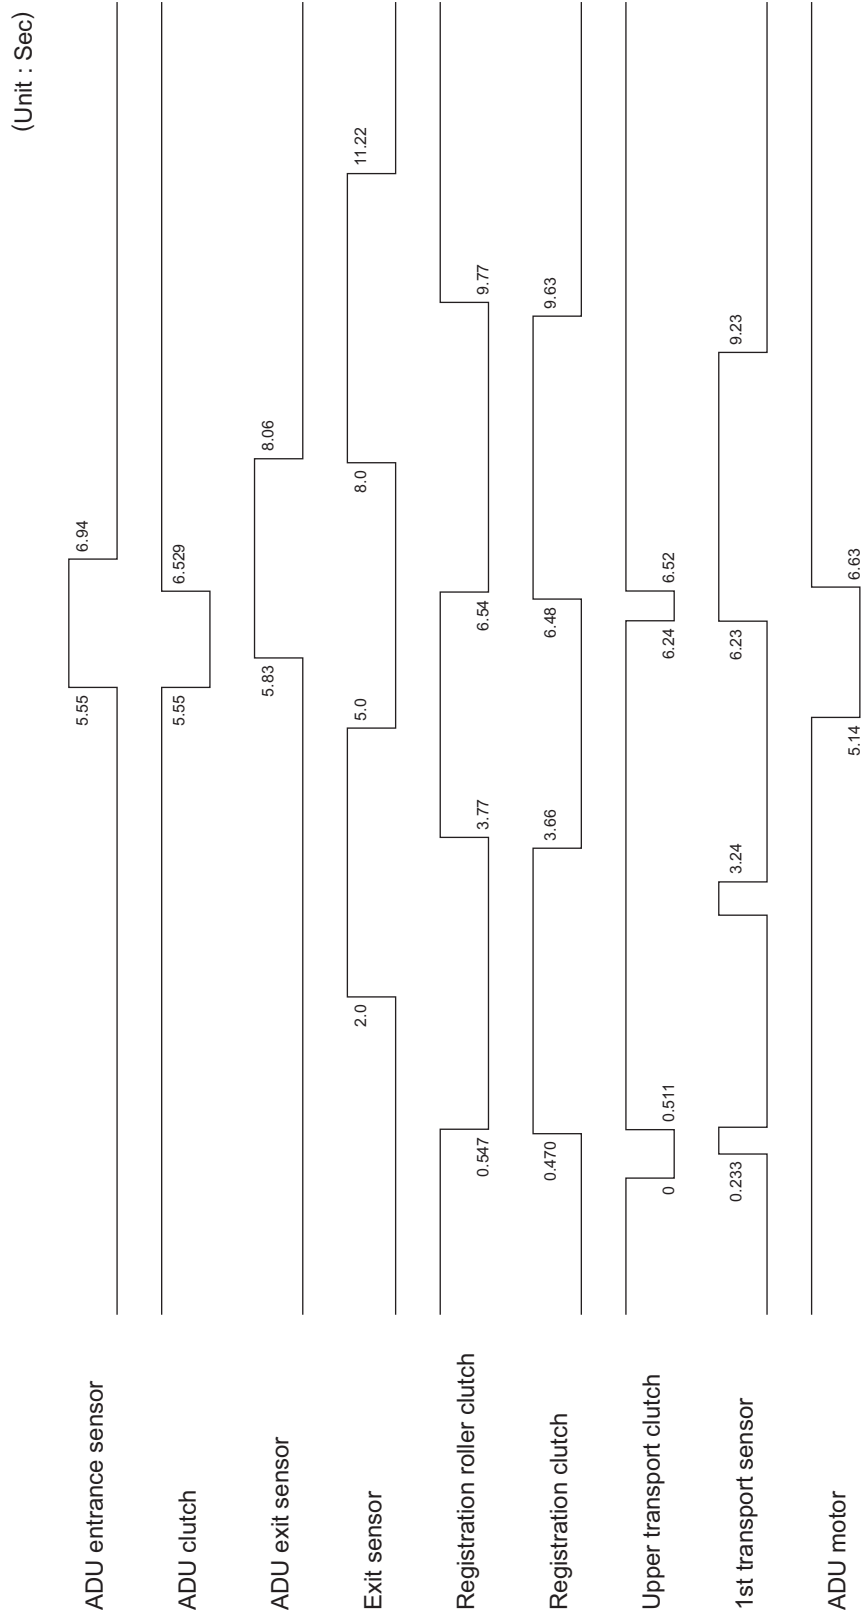 (Unit : Sec)
ADU entrance sensor
5.55
6.94
ADU clutch
5.55
6.529
ADU exit sensor
5.83
8.06
Exit sensor
2.0
5.0
8.0
11.22
Registration roller clutch
0.547
3.77
6.54
9.77
Registration clutch
0.470
3.66
6.48
9.63
Upper transport clutch
0
0.511
6.24
6.52
1st transport sensor
0.233
3.24
6.23
9.23
ADU motor
5.14
6.63